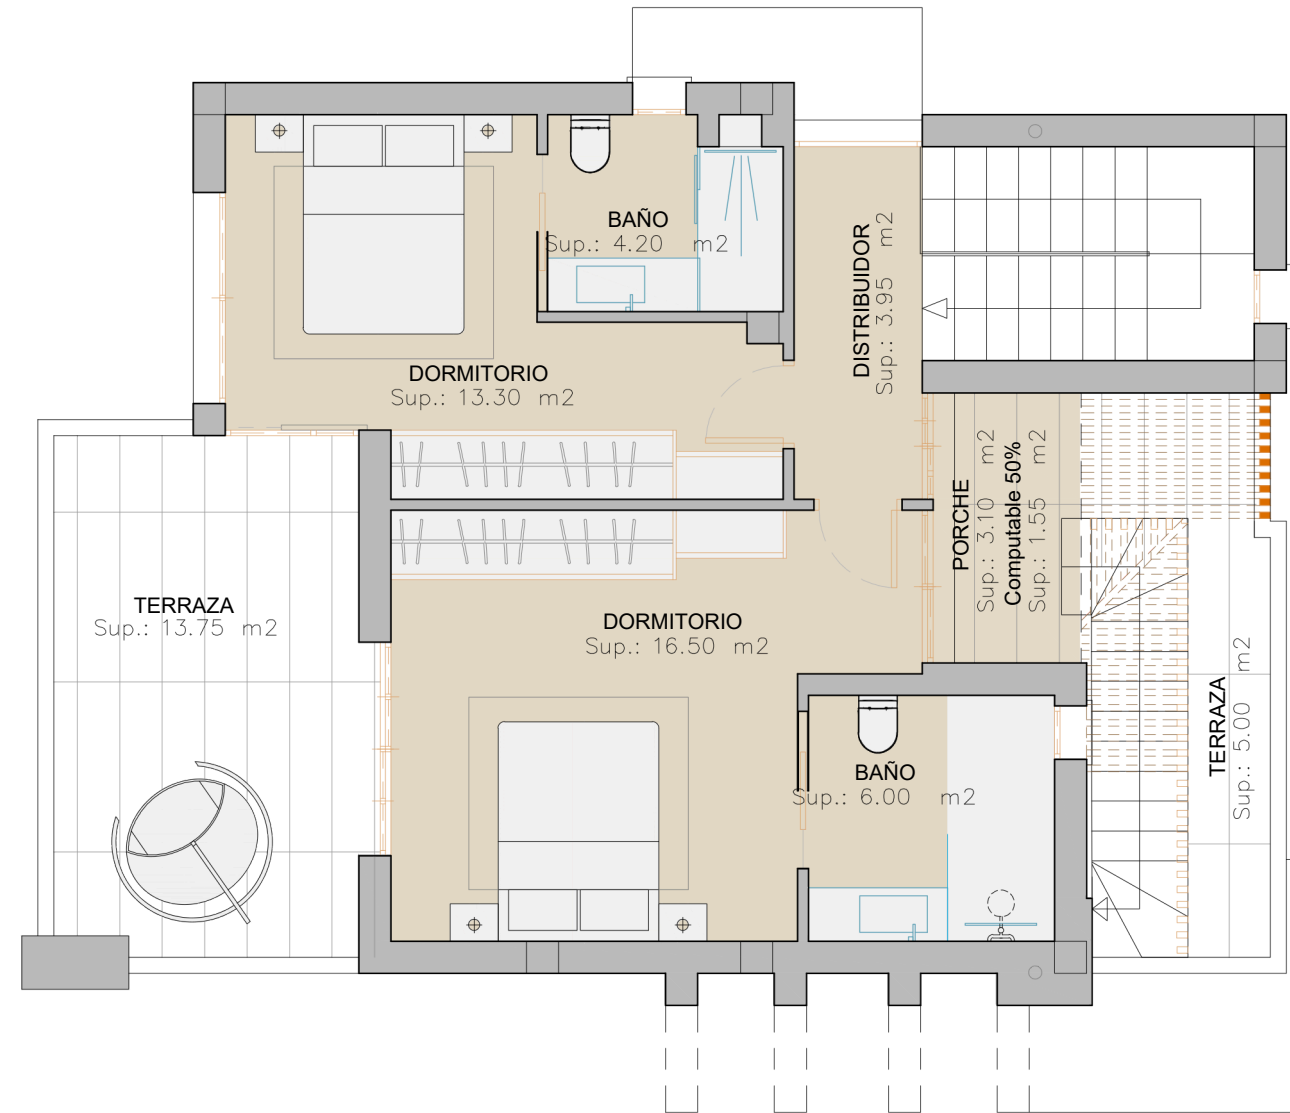 BAÑO
Sup.: 4.20 m2
DISTRIBUIDOR
Sup.: 3.95 m2
DORMITORIO
Sup.: 13.30 m2
PORCHE
Sup.: 3.10 m2
Computable 50%
Sup.: 1.55 m2
TERRAZA
Sup.: 13.75 m2
DORMITORIO
Sup.: 16.50 m2
TERRAZA
Sup.: 5.00 m2
BAÑO
Sup.: 6.00 m2